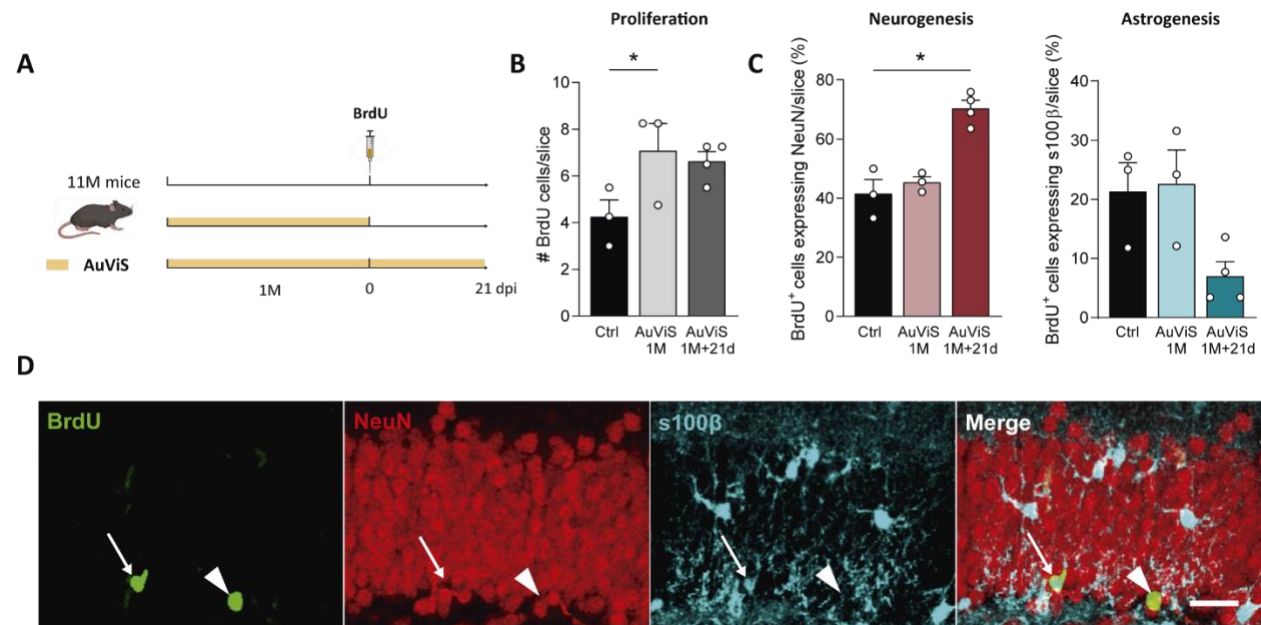 A
BrdU
11M mice
AuViS
1M
0
21 dpi
B
Proliferation
# BrdU cells/slice
10
8
6
4
2
0
*
Ctrl
AuViS
1M
AuViS
1M+21d
C
Neurogenesis
BrdU⁺ cells expressing NeuN/slice (%)
80
60
40
20
0
*
Ctrl
AuViS
1M
AuViS
1M+21d
Astrogenesis
BrdU⁺ cells expressing s100β/slice (%)
40
30
20
10
0
Ctrl
AuViS
1M
AuViS
1M+21d
D
BrdU
NeuN
s100β
Merge